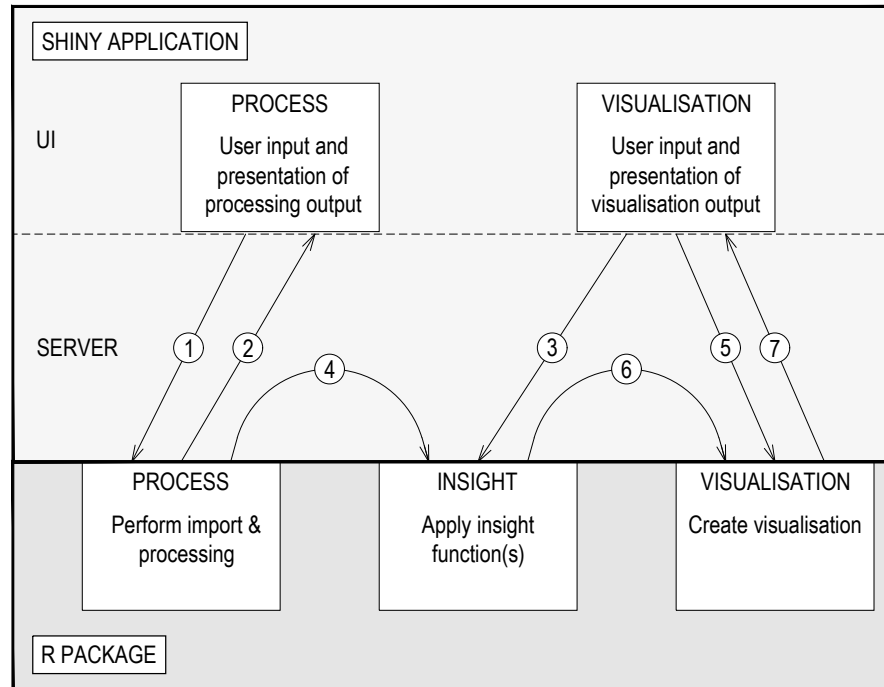 SHINY APPLICATION
UI
PROCESS
User input and
presentation of
processing output
VISUALISATION
User input and
presentation of
visualisation output
SERVER
1
2
3
4
5
6
7
PROCESS
Perform import &
processing
INSIGHT
Apply insight
function(s)
VISUALISATION
Create visualisation
R PACKAGE